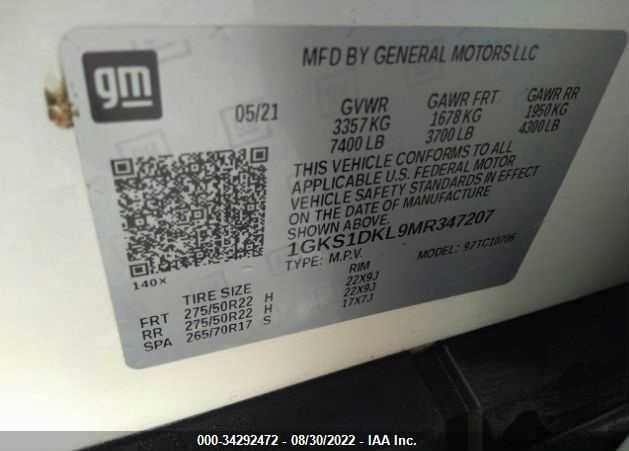 gm
MFD BY GENERAL MOTORS LLC
05/21 GVWR GAWR FRT GAWR RR
3357 KG 1678 KG 1950 KG
7400 LB 3700 LB 4300 LB
THIS VEHICLE CONFORMS TO ALL
APPLICABLE U.S. FEDERAL MOTOR
VEHICLE SAFETY STANDARDS IN EFFECT
ON THE DATE OF MANUFACTURE
SHOWN ABOVE.
1GKS1DKL9MR347207
TYPE: M.P.V. MODEL:
140X
TIRE SIZE RIM
FRT 275/50R22 H 22X9J
RR 275/50R22 H 22X9J
SPA 265/70R17 S 17X7J
000-34292472 - 08/30/2022 - IAA Inc.